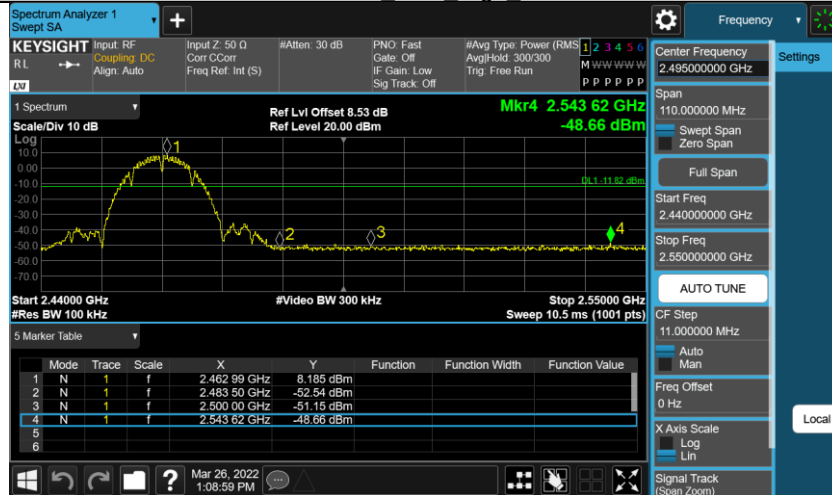 Spectrum Analyzer 1
Swept SA
+
Frequency
KEYSIGHT
RL
LXI
Input: RF
Coupling: DC
Align: Auto
Input Z: 50 Ω
Corr CCorr
Freq Ref: Int (S)
#Atten: 30 dB
PNO: Fast
Gate: Off
IF Gain: Low
Sig Track: Off
#Avg Type: Power (RMS
Avg|Hold: 300/300
Trig: Free Run
1 2 3 4 5 6
M W W W W W
P P P P P P
1 Spectrum
Scale/Div 10 dB
Ref Lvl Offset 8.53 dB
Ref Level 20.00 dBm
Mkr4 2.543 62 GHz
-48.66 dBm
Log
10.0
0.00
-10.0
-20.0
-30.0
-40.0
-50.0
-60.0
-70.0
1
2
3
4
DL1 -11.82 dBm
Start 2.44000 GHz
#Video BW 300 kHz
Stop 2.55000 GHz
#Res BW 100 kHz
Sweep 10.5 ms (1001 pts)
5 Marker Table
Mode Trace Scale X Y Function Function Width Function Value
1 N 1 f 2.462 99 GHz 8.185 dBm
2 N 1 f 2.483 50 GHz -52.54 dBm
3 N 1 f 2.500 00 GHz -51.15 dBm
4 N 1 f 2.543 62 GHz -48.66 dBm
5
6
?
Mar 26, 2022
1:08:59 PM
Center Frequency
2.495000000 GHz
Settings
Span
110.000000 MHz
Swept Span
Zero Span
Full Span
Start Freq
2.440000000 GHz
Stop Freq
2.550000000 GHz
AUTO TUNE
CF Step
11.000000 MHz
Auto
Man
Freq Offset
0 Hz
Local
X Axis Scale
Log
Lin
Signal Track
(Span Zoom)